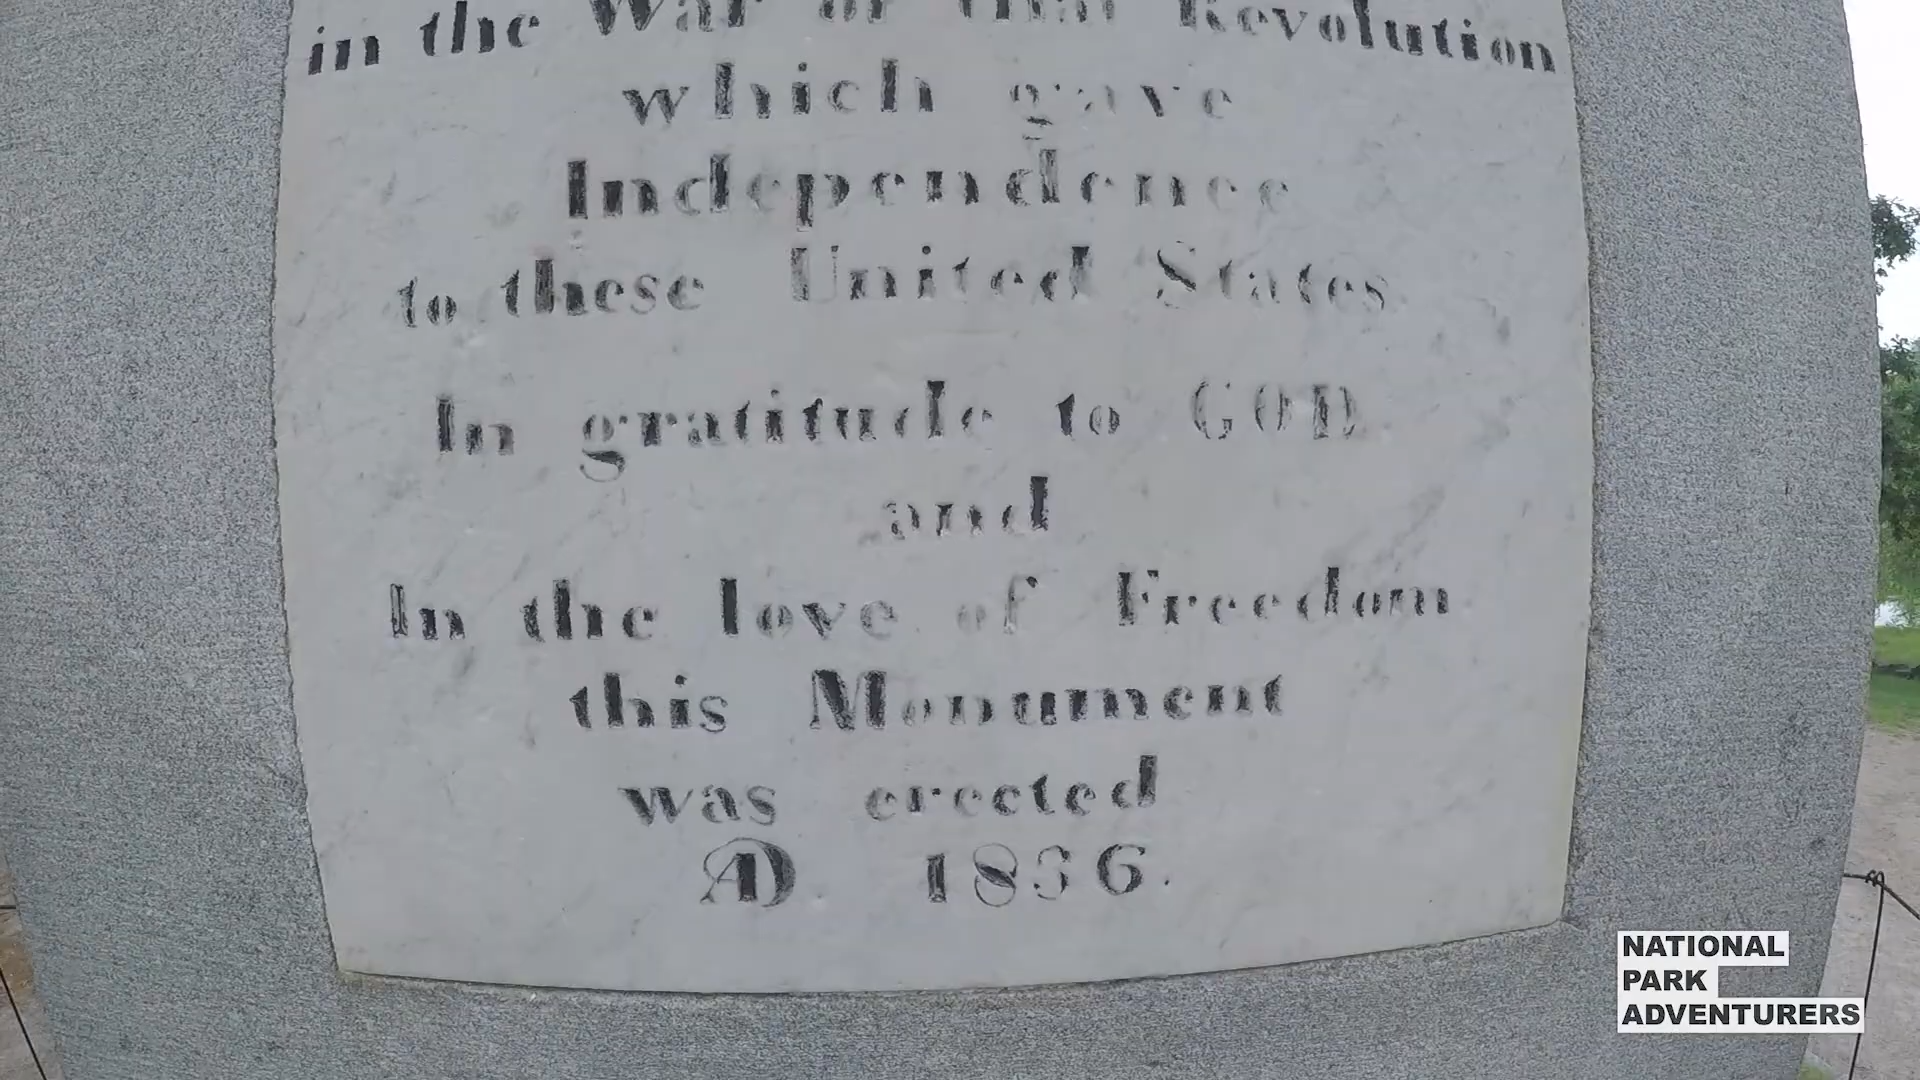 in the War of that Revolution
which gave
Independence
to these United States
In gratitude to GOD
and
In the love of Freedom
this Monument
was erected
AD 1836.
NATIONAL
PARK
ADVENTURERS